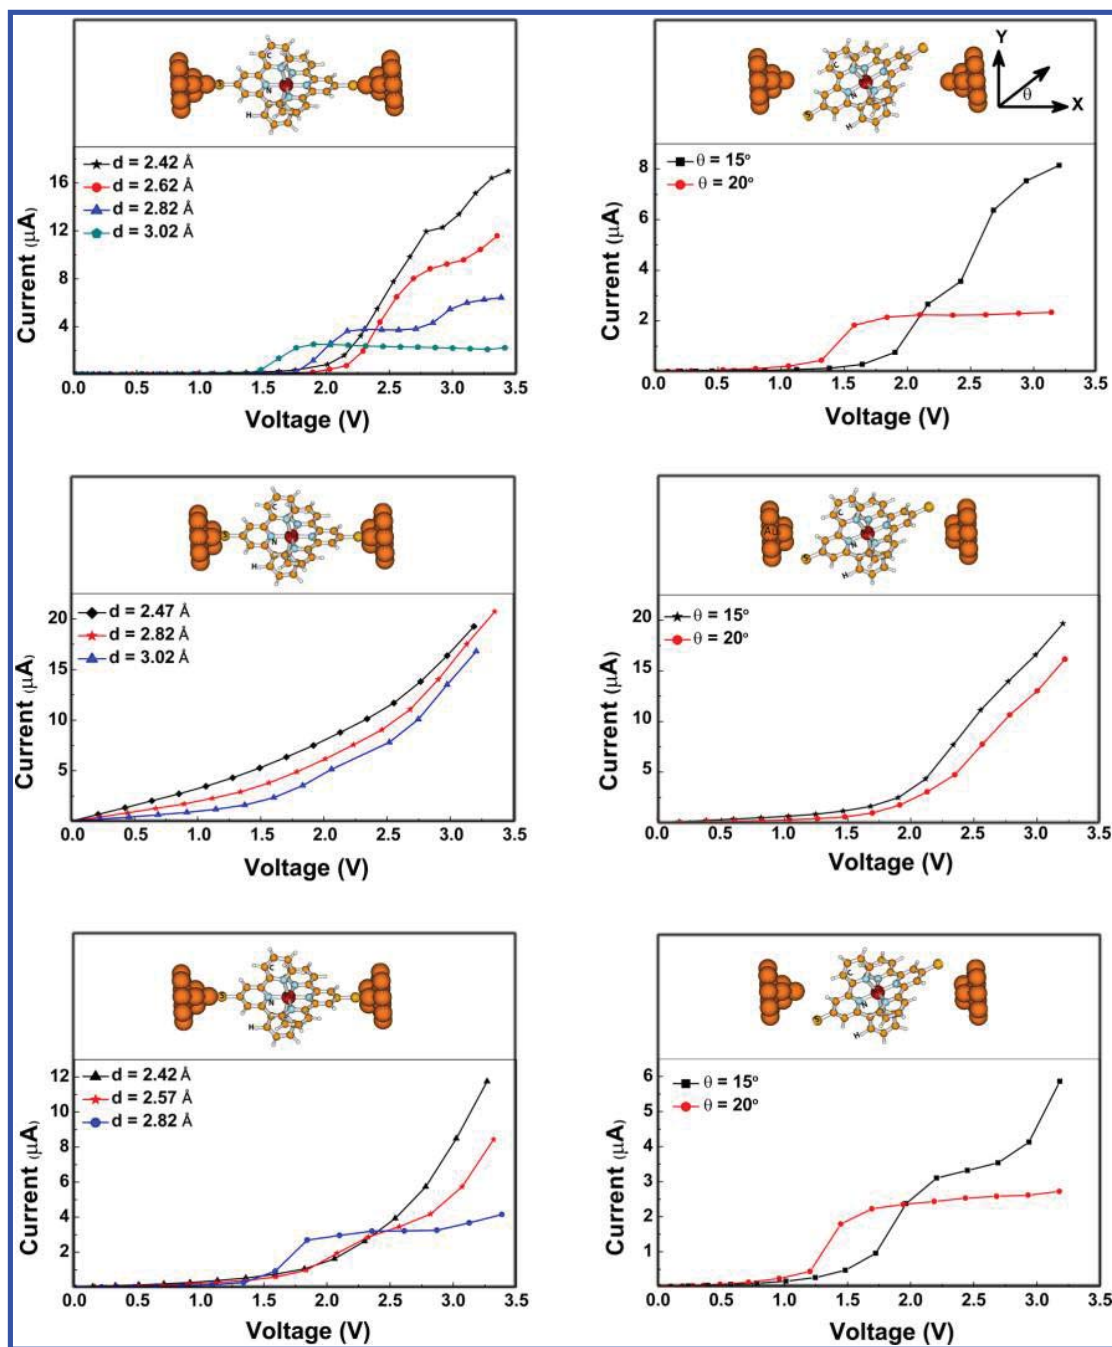 C
S
N
H
d = 2.42 Å
d = 2.62 Å
d = 2.82 Å
d = 3.02 Å
16
12
8
4
Current (μA)
0.0 0.5 1.0 1.5 2.0 2.5 3.0 3.5
Voltage (V)
Y
X
θ
C
N
S
H
θ = 15º
θ = 20º
8
6
4
2
0
Current (μA)
0.0 0.5 1.0 1.5 2.0 2.5 3.0 3.5
Voltage (V)
C
S
N
H
d = 2.47 Å
d = 2.82 Å
d = 3.02 Å
20
15
10
5
Current (μA)
0.0 0.5 1.0 1.5 2.0 2.5 3.0 3.5
Voltage (V)
Au
C
N
S
H
θ = 15º
θ = 20º
20
15
10
5
Current (μA)
0.0 0.5 1.0 1.5 2.0 2.5 3.0 3.5
Voltage (V)
C
S
N
H
d = 2.42 Å
d = 2.57 Å
d = 2.82 Å
12
10
8
6
4
2
Current (μA)
0.0 0.5 1.0 1.5 2.0 2.5 3.0 3.5
Voltage (V)
C
N
S
H
θ = 15º
θ = 20º
6
5
4
3
2
1
Current (μA)
0.0 0.5 1.0 1.5 2.0 2.5 3.0 3.5
Voltage (V)